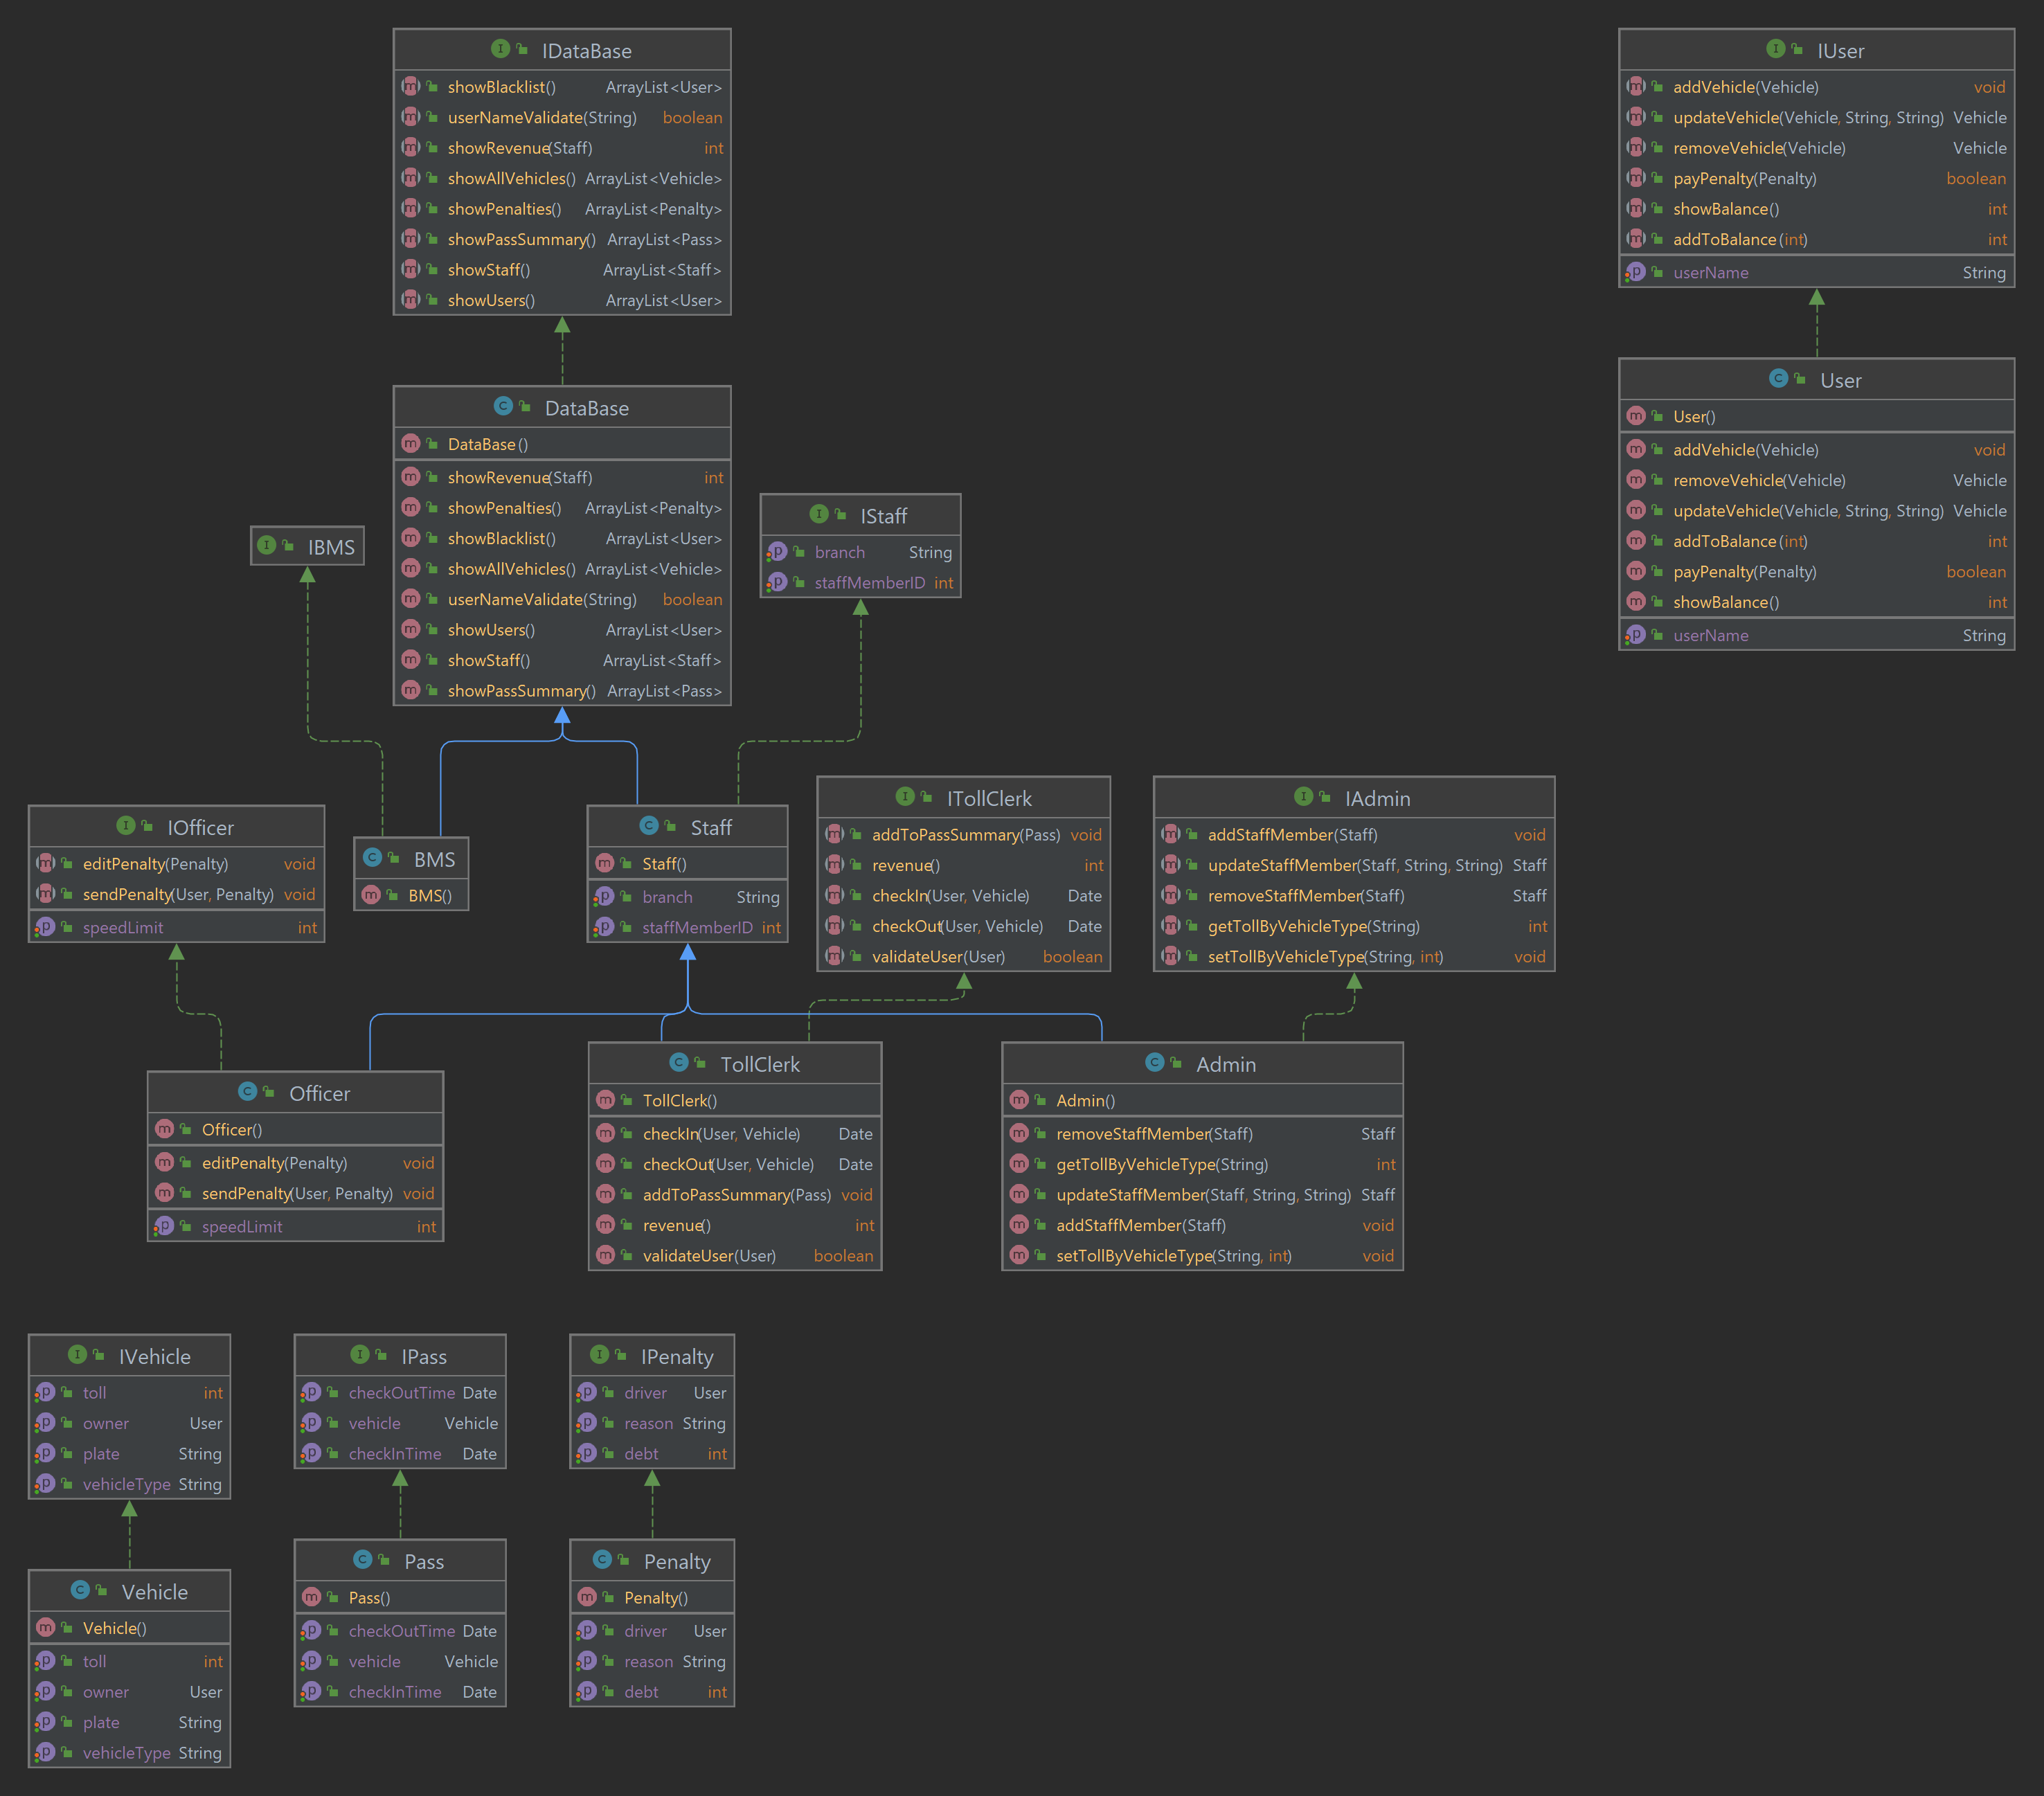 IDataBase
showBlacklist() ArrayList<User>
userNameValidate(String) boolean
showRevenue(Staff) int
showAllVehicles() ArrayList<Vehicle>
showPenalties() ArrayList<Penalty>
showPassSummary() ArrayList<Pass>
showStaff() ArrayList<Staff>
showUsers() ArrayList<User>
IUser
addVehicle(Vehicle) void
updateVehicle(Vehicle, String, String) Vehicle
removeVehicle(Vehicle) Vehicle
payPenalty(Penalty) boolean
showBalance() int
addToBalance(int) int
userName String
DataBase
DataBase()
showRevenue(Staff) int
showPenalties() ArrayList<Penalty>
showBlacklist() ArrayList<User>
showAllVehicles() ArrayList<Vehicle>
userNameValidate(String) boolean
showUsers() ArrayList<User>
showStaff() ArrayList<Staff>
showPassSummary() ArrayList<Pass>
User
User()
addVehicle(Vehicle) void
removeVehicle(Vehicle) Vehicle
updateVehicle(Vehicle, String, String) Vehicle
addToBalance(int) int
payPenalty(Penalty) boolean
showBalance() int
userName String
IBMS
IStaff
branch String
staffMemberID int
IOfficer
editPenalty(Penalty) void
sendPenalty(User, Penalty) void
speedLimit int
BMS
BMS()
Staff
Staff()
branch String
staffMemberID int
ITollClerk
addToPassSummary(Pass) void
revenue() int
checkIn(User, Vehicle) Date
checkOut(User, Vehicle) Date
validateUser(User) boolean
IAdmin
addStaffMember(Staff) void
updateStaffMember(Staff, String, String) Staff
removeStaffMember(Staff) Staff
getTollByVehicleType(String) int
setTollByVehicleType(String, int) void
Officer
Officer()
editPenalty(Penalty) void
sendPenalty(User, Penalty) void
speedLimit int
TollClerk
TollClerk()
checkIn(User, Vehicle) Date
checkOut(User, Vehicle) Date
addToPassSummary(Pass) void
revenue() int
validateUser(User) boolean
Admin
Admin()
removeStaffMember(Staff) Staff
getTollByVehicleType(String) int
updateStaffMember(Staff, String, String) Staff
addStaffMember(Staff) void
setTollByVehicleType(String, int) void
IVehicle
toll int
owner User
plate String
vehicleType String
IPass
checkOutTime Date
vehicle Vehicle
checkInTime Date
IPenalty
driver User
reason String
debt int
Vehicle
Vehicle()
toll int
owner User
plate String
vehicleType String
Pass
Pass()
checkOutTime Date
vehicle Vehicle
checkInTime Date
Penalty
Penalty()
driver User
reason String
debt int